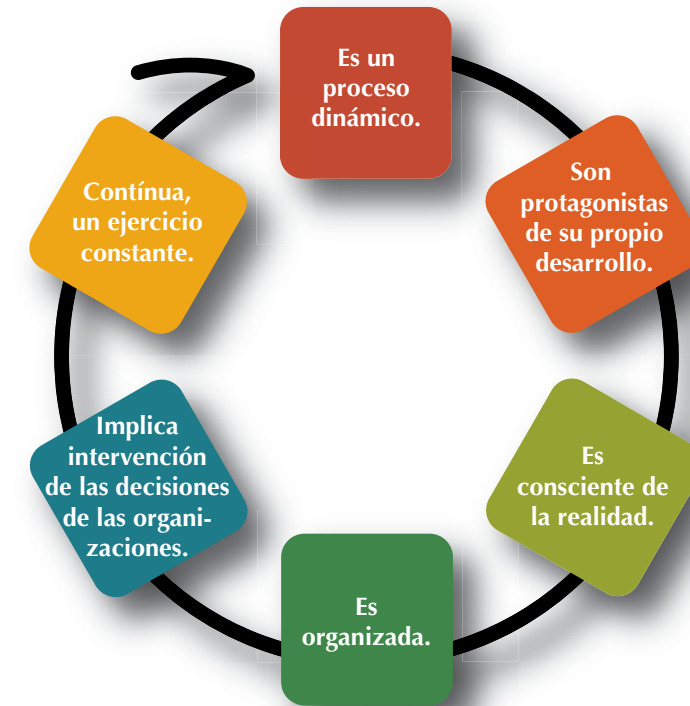 Es un
proceso
dinámico.
Son
protagonistas
de su propio
desarrollo.
Es
consciente de
la realidad.
Es
organizada.
Implica
intervención
de las decisiones
de las organi-
zaciones.
Contínua,
un ejercicio
constante.